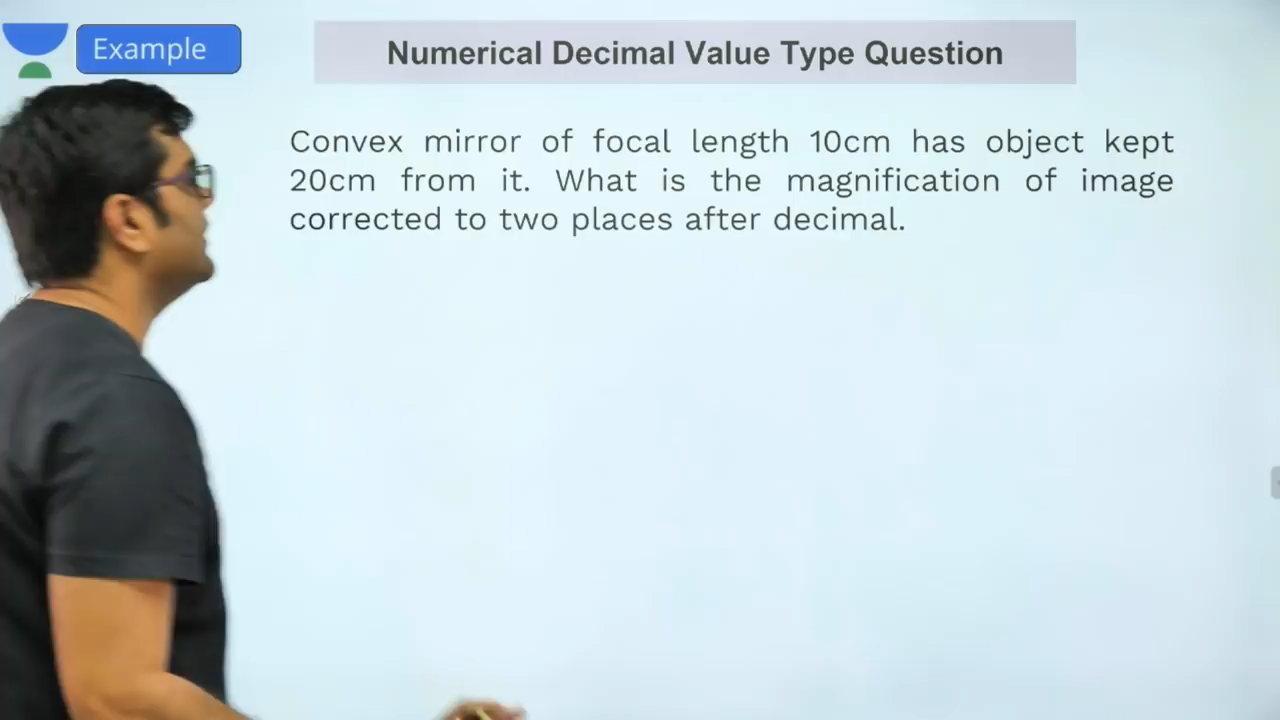 Example
Numerical Decimal Value Type Question
Convex mirror of focal length 10cm has object kept
20cm from it. What is the magnification of image
corrected to two places after decimal.